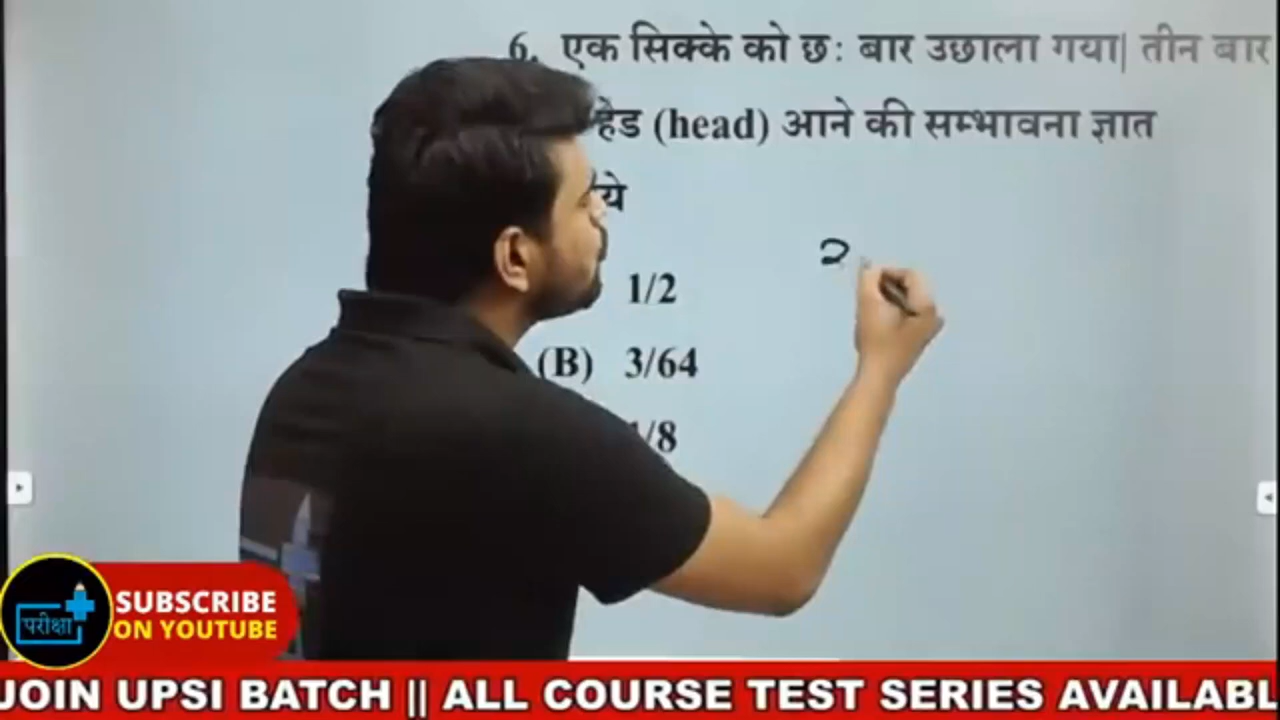 6. एक सिक्के को छः बार उछाला गया| तीन बार
हेड (head) आने की सम्भावना ज्ञात
ये
1/2
2
(B) 3/64
/8
परीक्षा
SUBSCRIBE
ON YOUTUBE
JOIN UPSI BATCH || ALL COURSE TEST SERIES AVAILABL